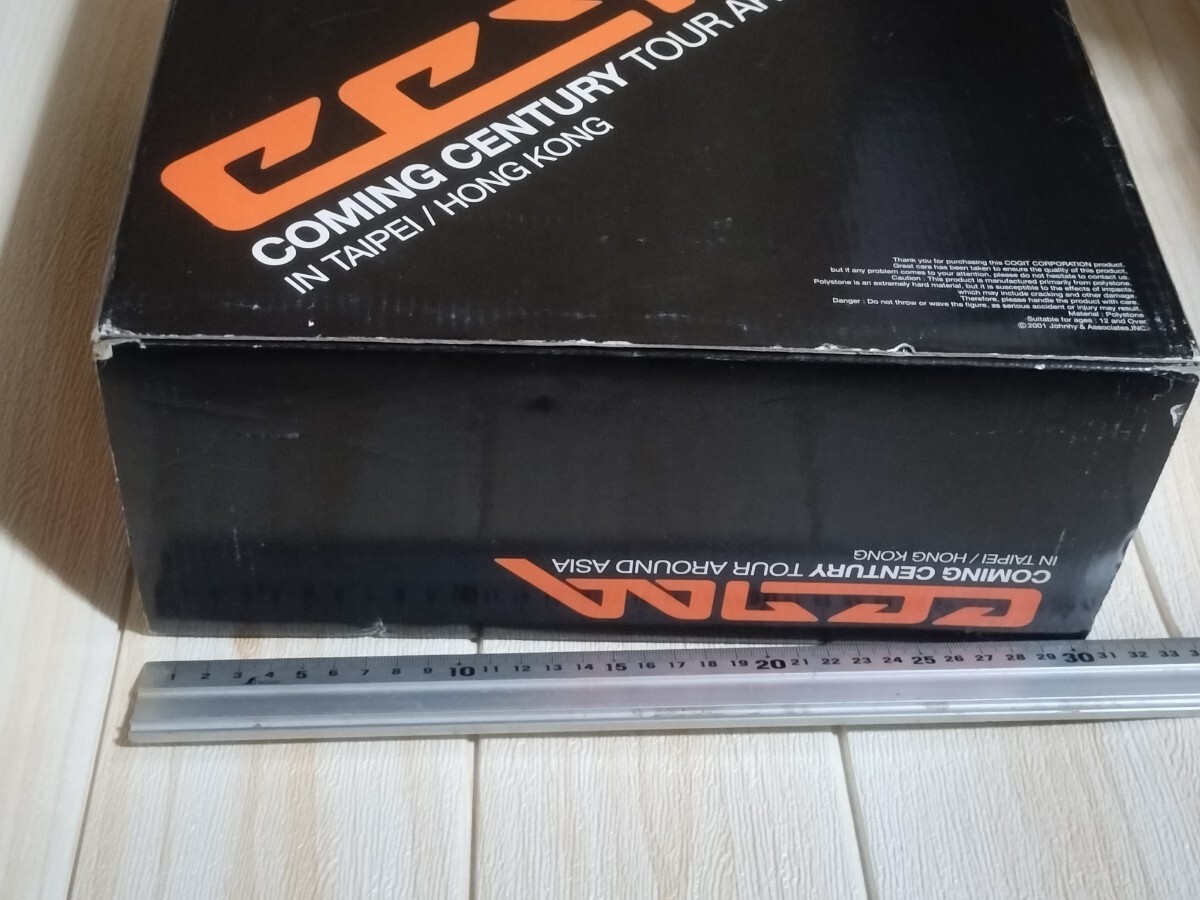 COMING CENTURY TOUR
IN TAIPEI / HONG KONG
Thank you for purchasing this COGIT CORPORATION product.
Great care has been taken to ensure the quality of this product,
but if any problem comes to your attention, please do not hesitate to contact us.
Caution : This product is manufactured primarily from polystone.
Polystone is an extremely hard material, but it is susceptible to the effects of impacts,
which may include cracking and other damage.
Therefore, please handle the product with care.
Danger : Do not throw or wave the figure, as serious accident or injury may result.
Material : Polystone
Suitable for ages : 12 and Over
©2001 Johnny & Associates,INC.
COMING CENTURY TOUR AROUND ASIA
IN TAIPEI / HONG KONG
1 2 3 4 5 6 7 8 9 10 11 12 13 14 15 16 17 18 19 20 21 22 23 24 25 26 27 28 29 30 31 32 33